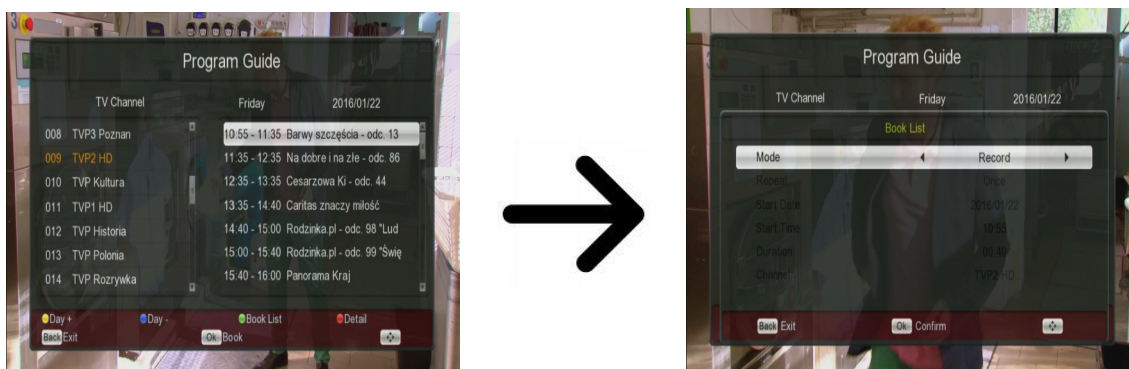 Program Guide
TV Channel Friday 2016/01/22
008 TVP3 Poznan 10:55 - 11:35 Barwy szczęścia - odc. 13
009 TVP2 HD 11:35 - 12:35 Na dobre i na złe - odc. 86
010 TVP Kultura 12:35 - 13:35 Cesarzowa Ki - odc. 44
011 TVP1 HD 13:35 - 14:40 Caritas znaczy miłość
012 TVP Historia 14:40 - 15:00 Rodzinka.pl - odc. 98 "Lud
013 TVP Polonia 15:00 - 15:40 Rodzinka.pl - odc. 99 "Świę
014 TVP Rozrywka 15:40 - 16:00 Panorama Kraj
Day + Day - Book List Detail
Back Exit Ok Book
Program Guide
TV Channel Friday 2016/01/22
Book List
Mode Record
Repeat Once
Start Date 2016/01/22
Start Time 10:55
Duration 00:40
Channel TVP2 HD
Back Exit Ok Confirm